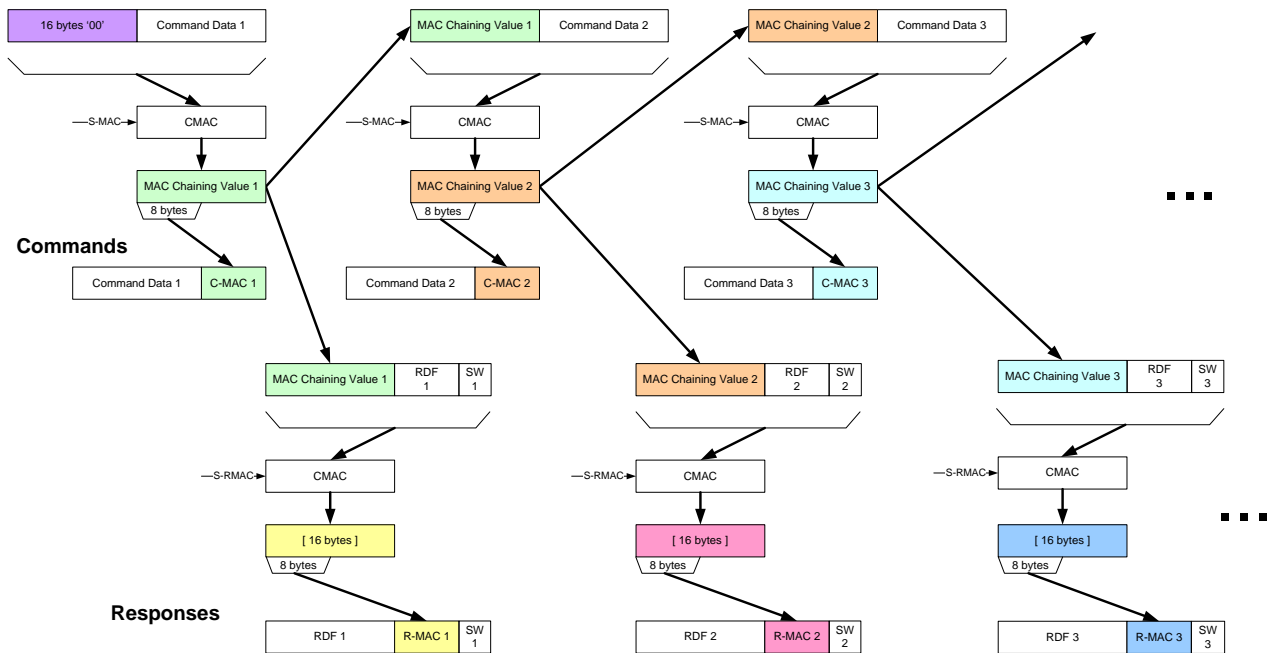 16 bytes ‘00’ Command Data 1 MAC Chaining Value 1 Command Data 2 MAC Chaining Value 2 Command Data 3
S-MAC CMAC S-MAC CMAC S-MAC CMAC
MAC Chaining Value 1 MAC Chaining Value 2 MAC Chaining Value 3
8 bytes 8 bytes 8 bytes
Commands
Command Data 1 C-MAC 1 Command Data 2 C-MAC 2 Command Data 3 C-MAC 3
MAC Chaining Value 1 RDF 1 SW 1 MAC Chaining Value 2 RDF 2 SW 2 MAC Chaining Value 3 RDF 3 SW 3
S-RMAC CMAC S-RMAC CMAC S-RMAC CMAC
[ 16 bytes ] [ 16 bytes ] [ 16 bytes ]
8 bytes 8 bytes 8 bytes
Responses
RDF 1 R-MAC 1 SW 1 RDF 2 R-MAC 2 SW 2 RDF 3 R-MAC 3 SW 3